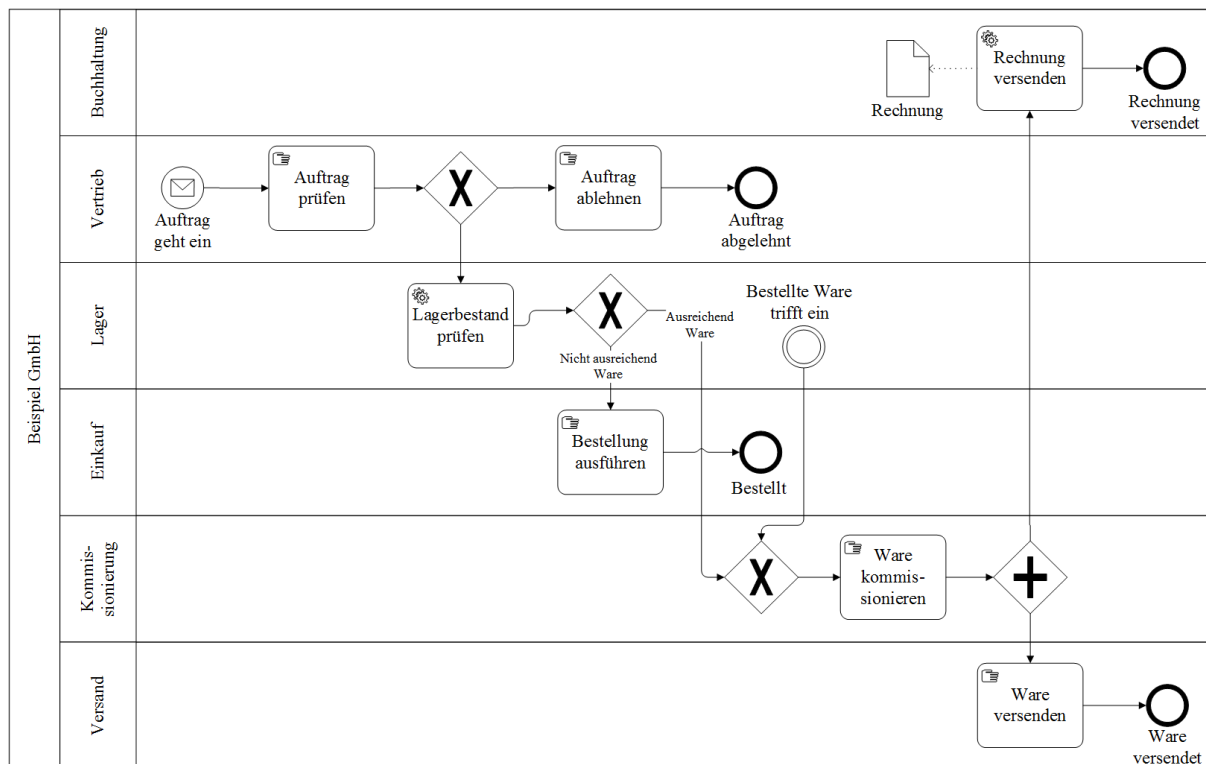 Beispiel GmbH
Buchhaltung
Rechnung
Rechnung
versenden
Rechnung
versendet
Vertrieb
Auftrag
geht ein
Auftrag
prüfen
Auftrag
ablehnen
Auftrag
abgelehnt
Lager
Lagerbestand
prüfen
Ausreichend
Ware
Nicht ausreichend
Ware
Bestellte Ware
trifft ein
Einkauf
Bestellung
ausführen
Bestellt
Kommis-
sionierung
Ware
kommis-
sionieren
Versand
Ware
versenden
Ware
versendet